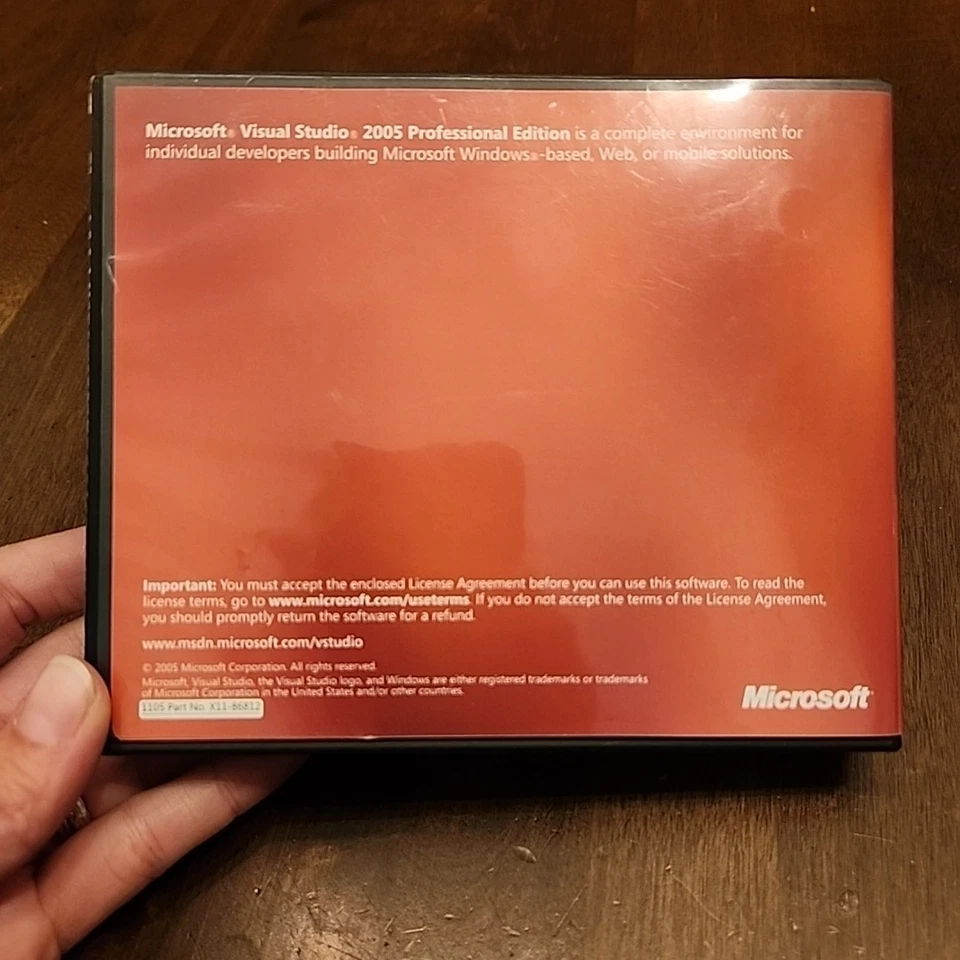 Microsoft® Visual Studio® 2005 Professional Edition is a complete environment for
individual developers building Microsoft Windows®-based, Web, or mobile solutions.
Important: You must accept the enclosed License Agreement before you can use this software. To read the
license terms, go to www.microsoft.com/useterms. If you do not accept the terms of the License Agreement,
you should promptly return the software for a refund.
www.msdn.microsoft.com/vstudio
© 2005 Microsoft Corporation. All rights reserved.
Microsoft, Visual Studio, the Visual Studio logo, and Windows are either registered trademarks or trademarks
of Microsoft Corporation in the United States and/or other countries.
1105 Part No. X11-86812
Microsoft®